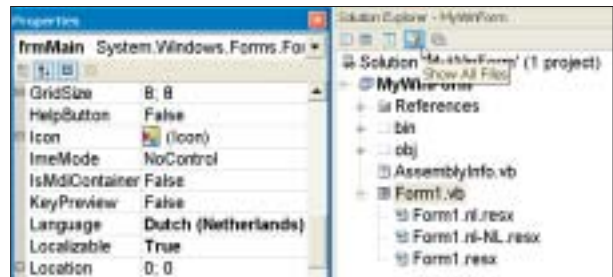 Properties
frmMain System.Windows.Forms.For
GridSize 8; 8
HelpButton False
Icon (Icon)
ImeMode NoControl
IsMdiContainer False
KeyPreview False
Language Dutch (Netherlands)
Localizable True
Location 0; 0
Solution Explorer - MyWinForm
Solution 'MyWinForm' (1 project)
Show All Files
MyWinForm
References
bin
obj
AssemblyInfo.vb
Form1.vb
Form1.nl.resx
Form1.nl-NL.resx
Form1.resx